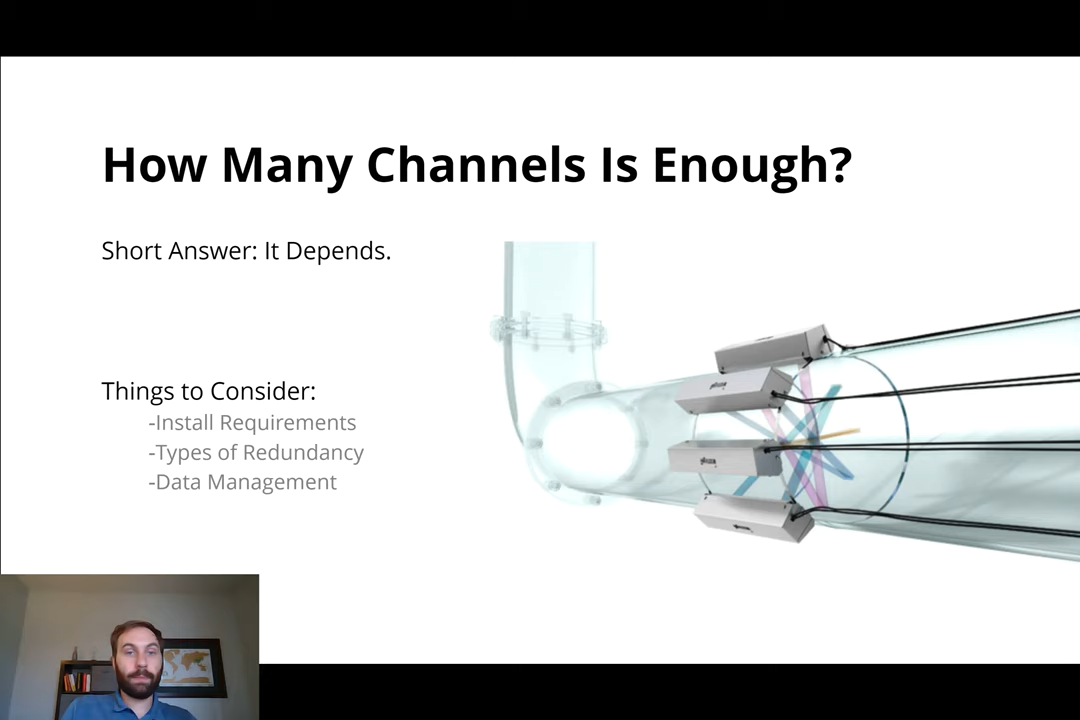 How Many Channels Is Enough?
Short Answer: It Depends.
Things to Consider:
-Install Requirements
-Types of Redundancy
-Data Management